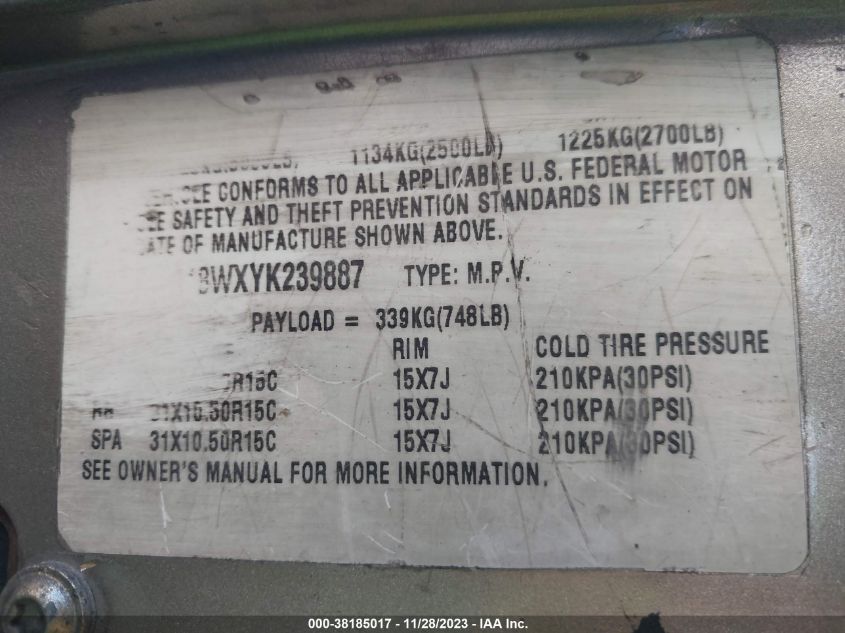 1134KG(2500LB) 1225KG(2700LB)
CONFORMS TO ALL APPLICABLE U.S. FEDERAL MOTOR
SAFETY AND THEFT PREVENTION STANDARDS IN EFFECT ON
OF MANUFACTURE SHOWN ABOVE.
WXYK239887 TYPE: M.P.V.
PAYLOAD = 339KG(748LB)
RIM COLD TIRE PRESSURE
R15C 15X7J 210KPA(30PSI)
31X10.50R15C 15X7J 210KPA(30PSI)
SPA 31X10.50R15C 15X7J 210KPA(30PSI)
SEE OWNER'S MANUAL FOR MORE INFORMATION.
000-38185017 - 11/28/2023 - IAA Inc.